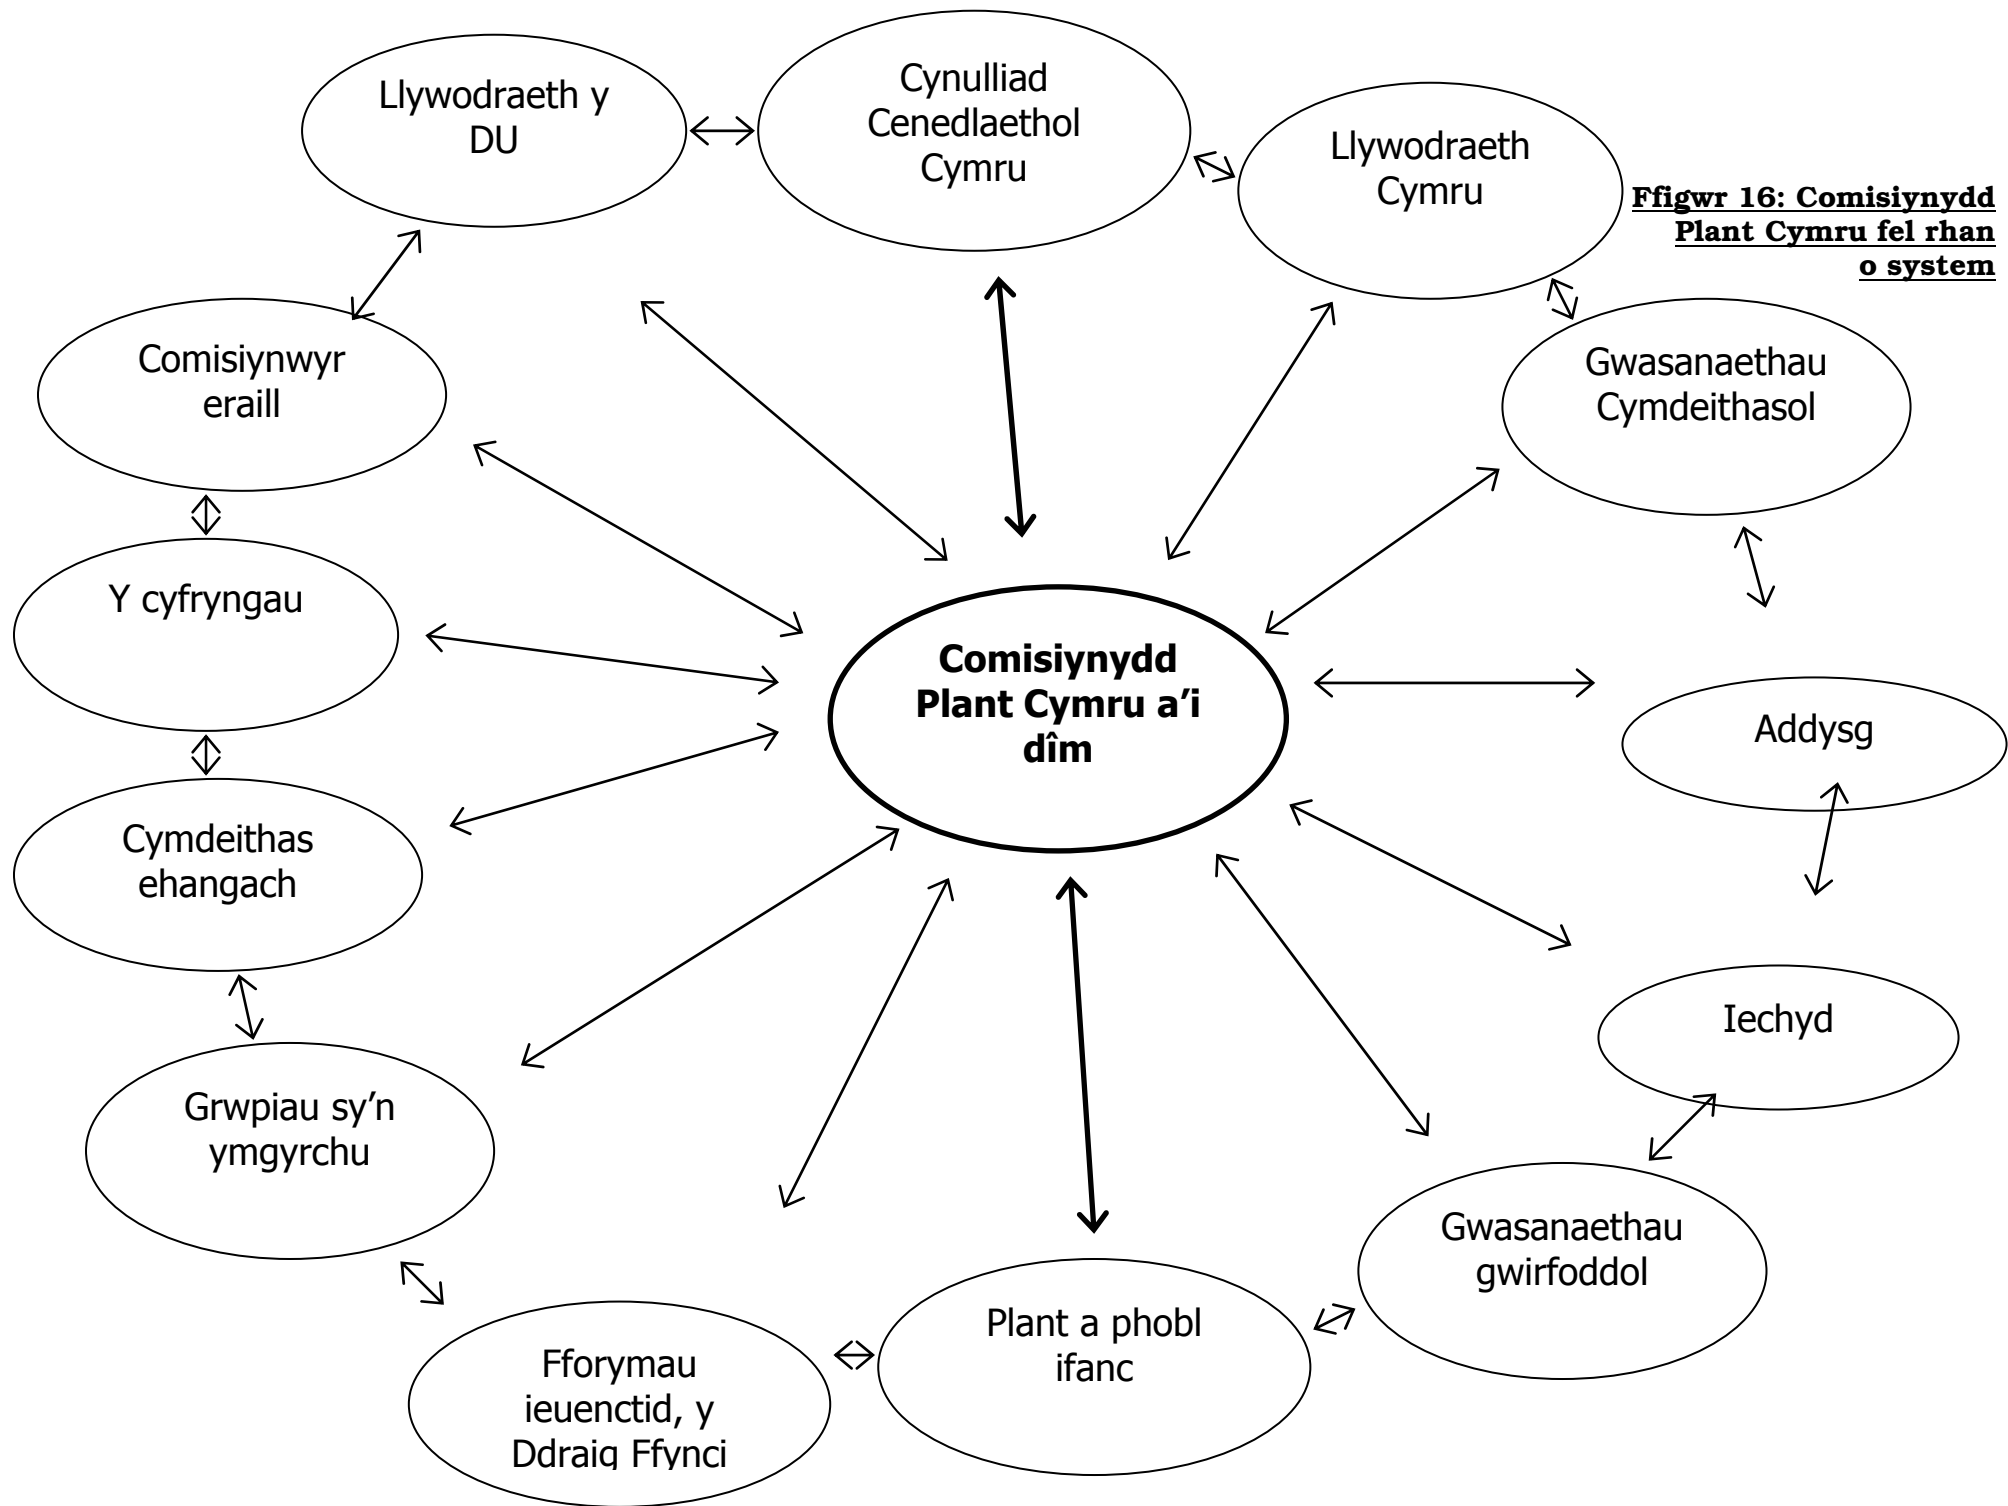 Llywodraeth y
DU
Cynulliad
Cenedlaethol
Cymru
Llywodraeth
Cymru
Ffigwr 16: Comisiynydd
Plant Cymru fel rhan
o system
Comisiynwyr
eraill
Gwasanaethau
Cymdeithasol
Y cyfryngau
Comisiynydd
Plant Cymru a’i
dîm
Addysg
Cymdeithas
ehangach
Iechyd
Grwpiau sy’n
ymgyrchu
Gwasanaethau
gwirfoddol
Plant a phobl
ifanc
Fforymau
ieuenctid, y
Ddraig Ffynci